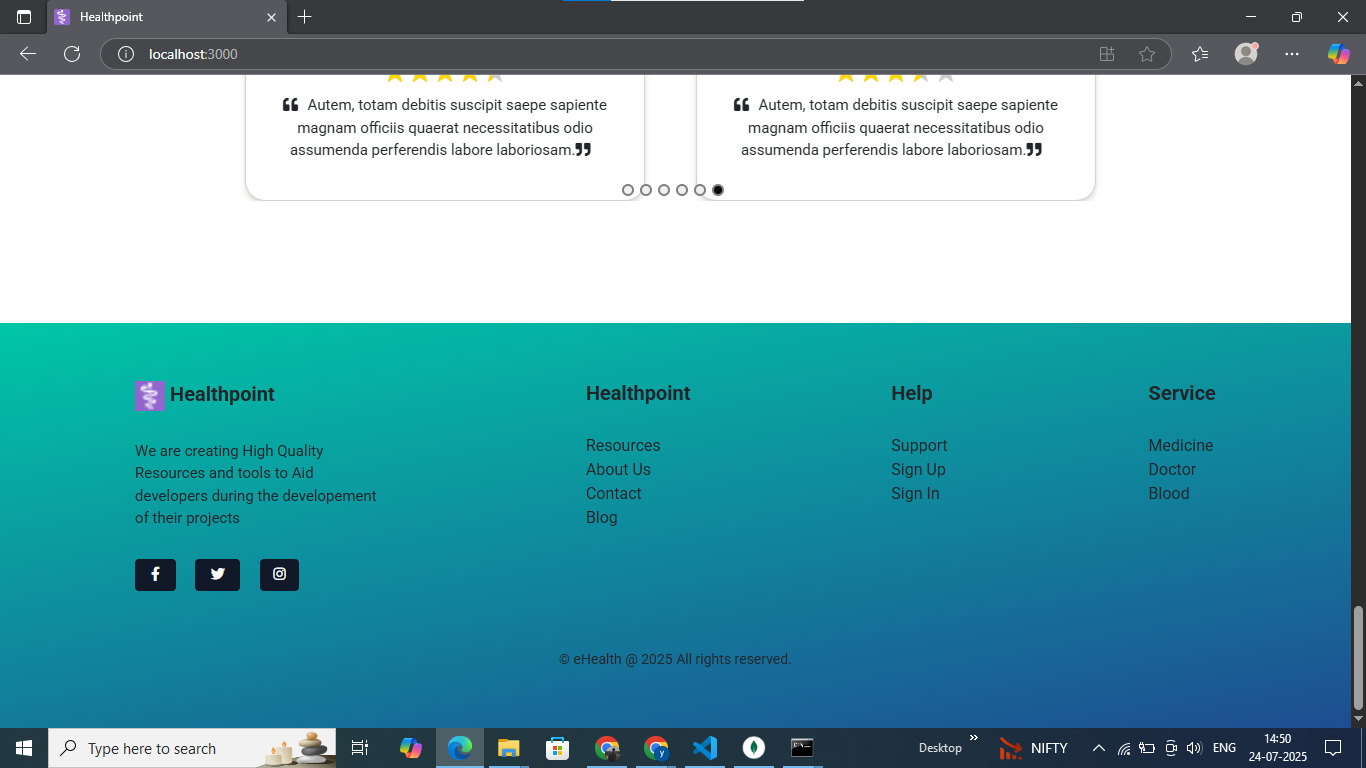 Healthpoint
localhost:3000
“ Autem, totam debitis suscipit saepe sapiente
magnam officiis quaerat necessitatibus odio
assumenda perferendis labore laboriosam.”
“ Autem, totam debitis suscipit saepe sapiente
magnam officiis quaerat necessitatibus odio
assumenda perferendis labore laboriosam.”
Healthpoint
We are creating High Quality
Resources and tools to Aid
developers during the developement
of their projects
Healthpoint
Resources
About Us
Contact
Blog
Help
Support
Sign Up
Sign In
Service
Medicine
Doctor
Blood
© eHealth @ 2025 All rights reserved.
Type here to search
Desktop
NIFTY
ENG
14:50
24-07-2025